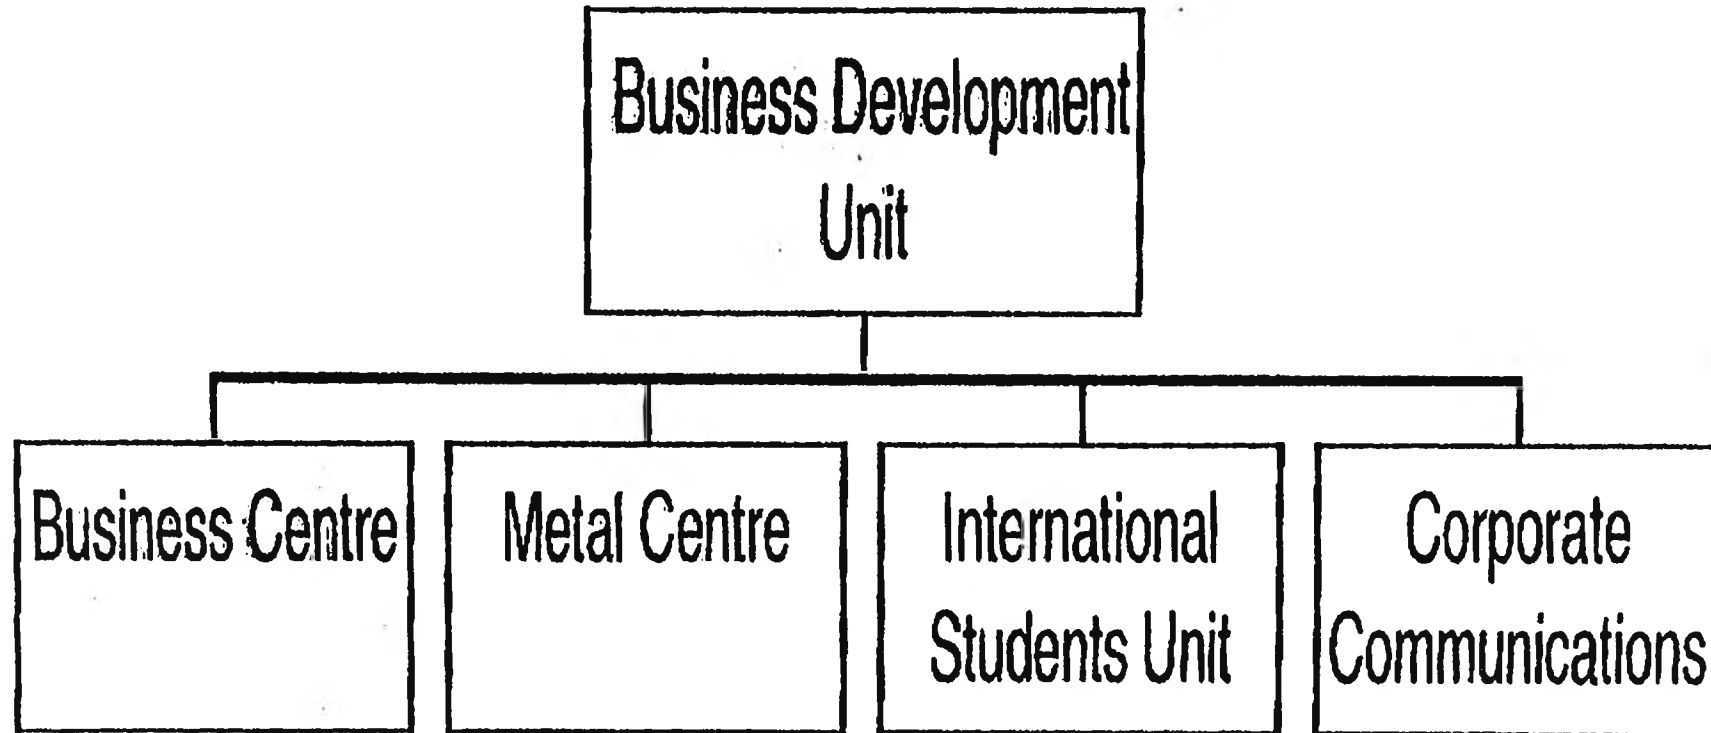 Business Development
Unit
Business Centre
Metal Centre
International
Students Unit
Corporate
Communications